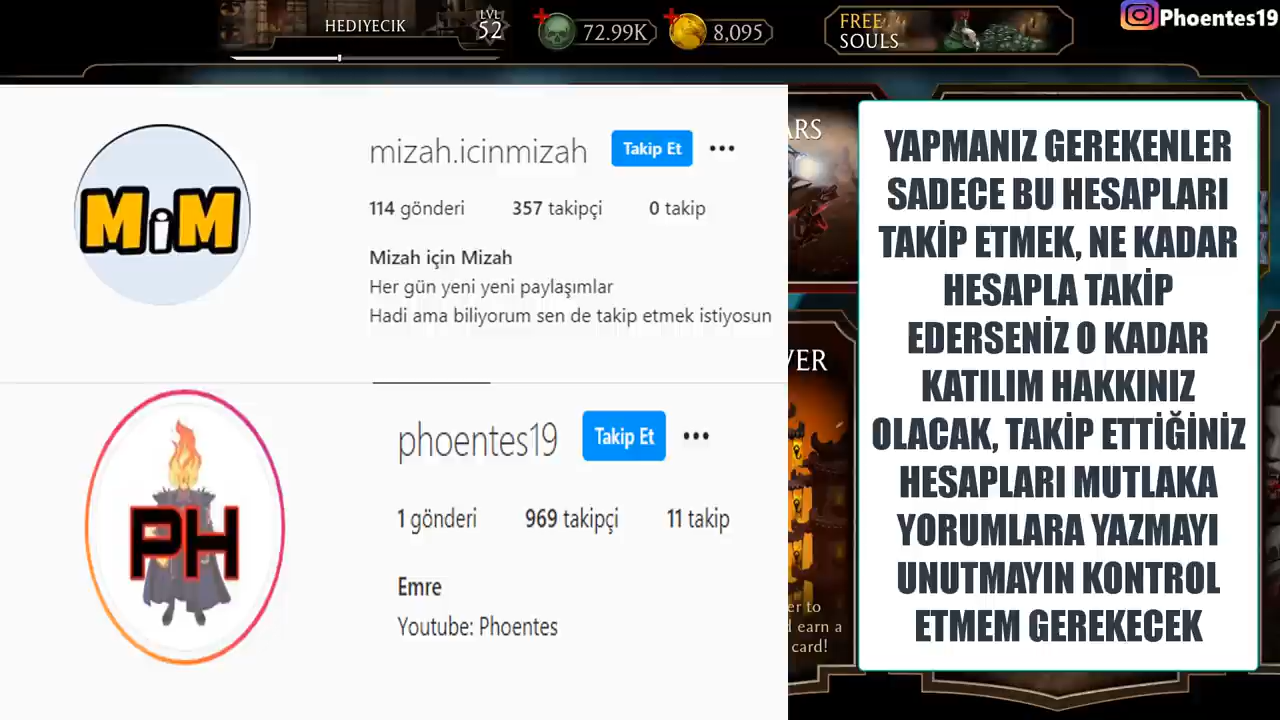 HEDIYECIK
LVL
52
72.99K
8,095
FREE
SOULS
Phoentes19
MiM
mizah.icinmizah
Takip Et
114 gönderi 357 takipçi 0 takip
Mizah için Mizah
Her gün yeni yeni paylaşımlar
Hadi ama biliyorum sen de takip etmek istiyosun
PH
phoentes19
Takip Et
1 gönderi 969 takipçi 11 takip
Emre
Youtube: Phoentes
YAPMANIZ GEREKENLER
SADECE BU HESAPLARI
TAKİP ETMEK, NE KADAR
HESAPLA TAKİP
EDERSENİZ O KADAR
KATILIM HAKKINIZ
OLACAK, TAKİP ETTİĞİNİZ
HESAPLARI MUTLAKA
YORUMLARA YAZMAYI
UNUTMAYIN KONTROL
ETMEM GEREKECEK
earn a
card!